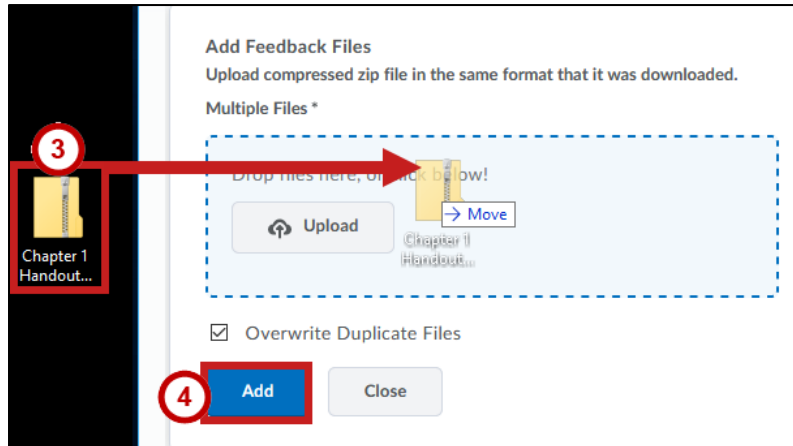 Add Feedback Files
Upload compressed zip file in the same format that it was downloaded.
Multiple Files *
3
Drop files here, or click below!
Upload
→ Move
Chapter 1
Handout...
Chapter 1
Handout...
Overwrite Duplicate Files
4
Add
Close